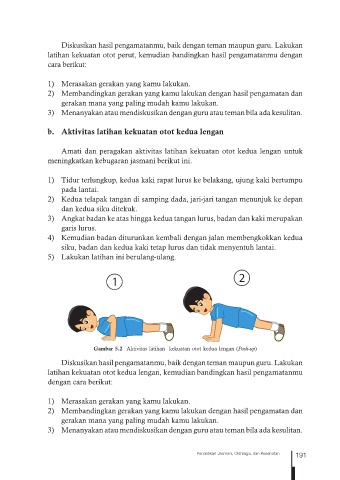 Diskusikan hasil pengamatanmu, baik dengan teman maupun guru. Lakukan
latihan kekuatan otot perut, kemudian bandingkan hasil pengamatanmu dengan
cara berikut:
1) Merasakan gerakan yang kamu lakukan.
2) Membandingkan gerakan yang kamu lakukan dengan hasil pengamatan dan
gerakan mana yang paling mudah kamu lakukan.
3) Menanyakan atau mendiskusikan dengan guru atau teman bila ada kesulitan.
b. Aktivitas latihan kekuatan otot kedua lengan
Amati dan peragakan aktivitas latihan kekuatan otot kedua lengan untuk
meningkatkan kebugaran jasmani berikut ini.
1) Tidur terlungkup, kedua kaki rapat lurus ke belakang, ujung kaki bertumpu
pada lantai.
2) Kedua telapak tangan di samping dada, jari-jari tangan menunjuk ke depan
dan kedua siku ditekuk.
3) Angkat badan ke atas hingga kedua tangan lurus, badan dan kaki merupakan
garis lurus.
4) Kemudian badan diturunkan kembali dengan jalan membengkokkan kedua
siku, badan dan kedua kaki tetap lurus dan tidak menyentuh lantai.
5) Lakukan latihan ini berulang-ulang.
1 2
Gambar 5.2 Aktivitas latihan kekuatan otot kedua lengan (Push-up)
Diskusikan hasil pengamatanmu, baik dengan teman maupun guru. Lakukan
latihan kekuatan otot kedua lengan, kemudian bandingkan hasil pengamatanmu
dengan cara berikut:
1) Merasakan gerakan yang kamu lakukan.
2) Membandingkan gerakan yang kamu lakukan dengan hasil pengamatan dan
gerakan mana yang paling mudah kamu lakukan.
3) Menanyakan atau mendiskusikan dengan guru atau teman bila ada kesulitan.
Pendidikan Jasmani, Olahraga, dan Kesehatan 191